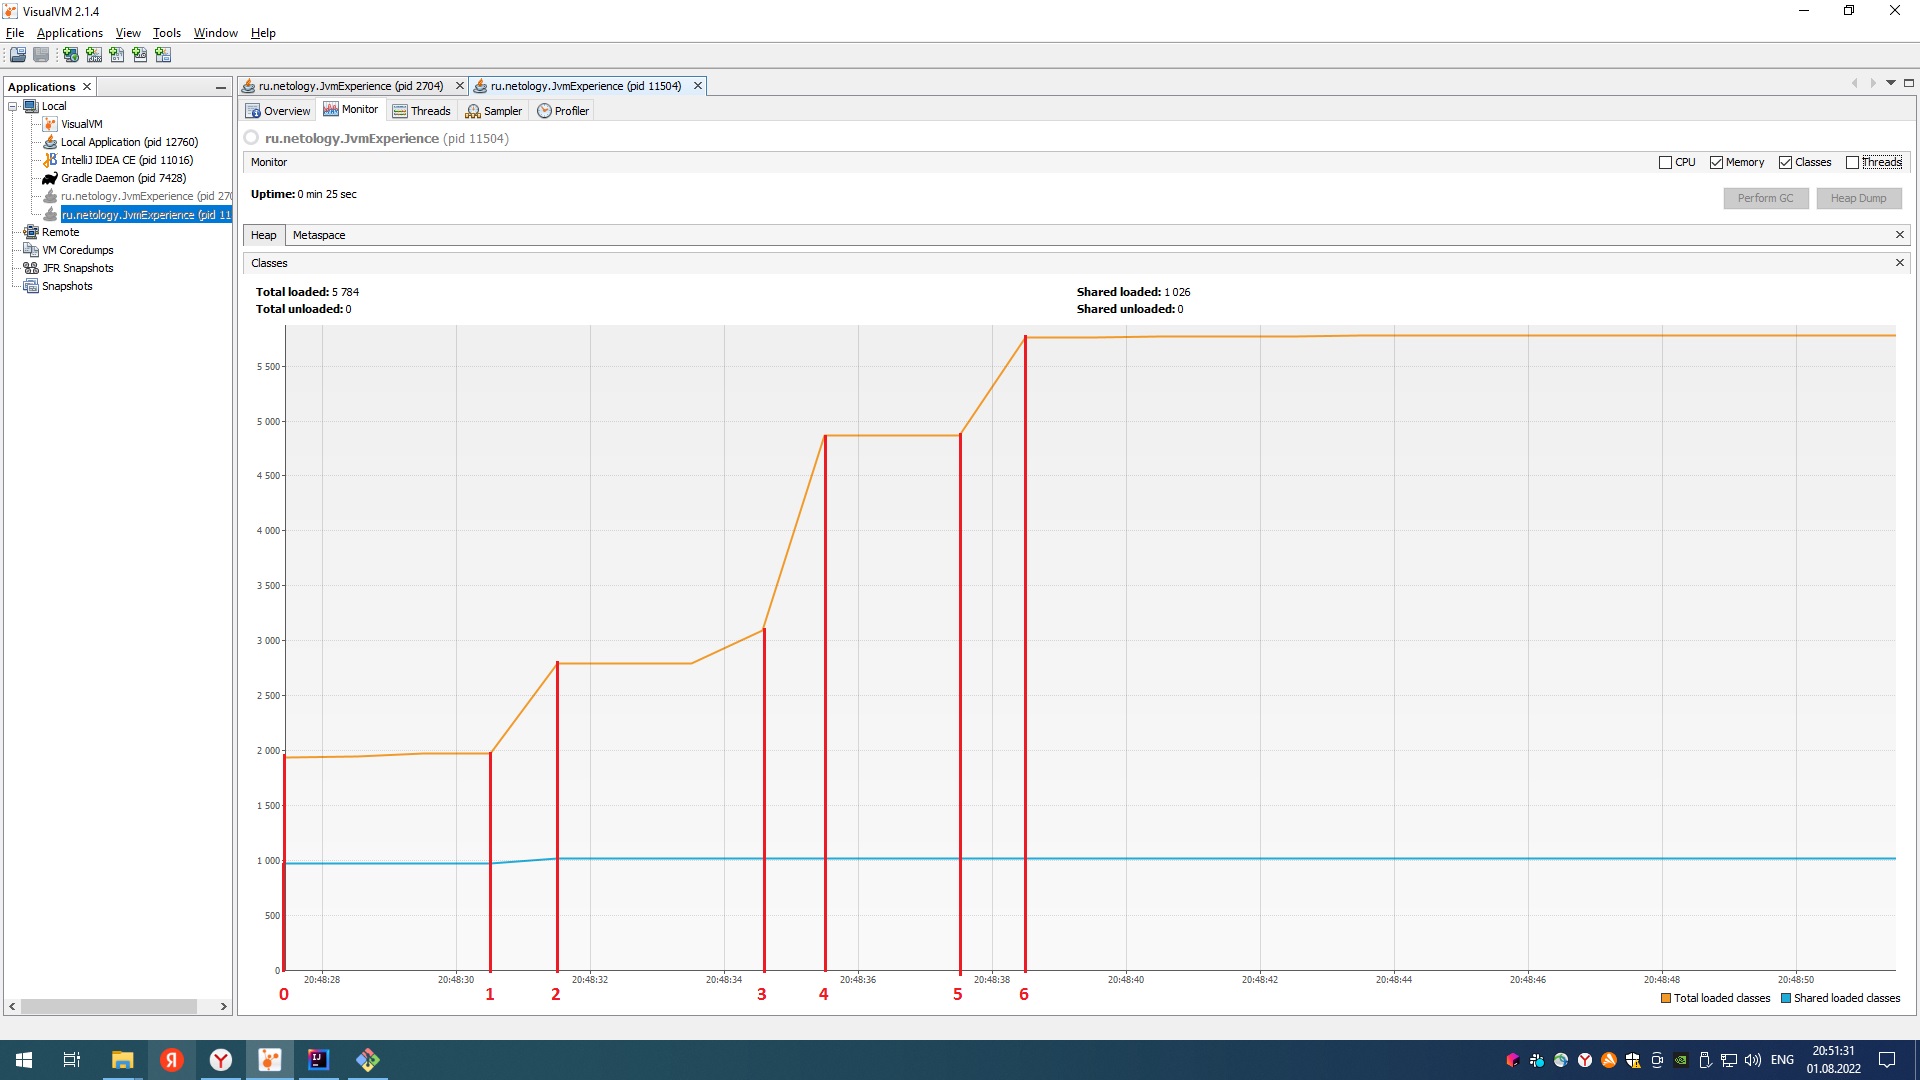 VisualVM 2.1.4
File Applications View Tools Window Help
Applications
Local
VisualVM
Local Application (pid 12760)
IntelliJ IDEA CE (pid 11016)
Gradle Daemon (pid 7428)
ru.netology.JvmExperience (pid 270
ru.netology.JvmExperience (pid 11
Remote
VM Coredumps
JFR Snapshots
Snapshots
ru.netology.JvmExperience (pid 2704) ru.netology.JvmExperience (pid 11504)
Overview Monitor Threads Sampler Profiler
ru.netology.JvmExperience (pid 11504)
Monitor CPU Memory Classes Threads
Uptime: 0 min 25 sec Perform GC Heap Dump
Heap Metaspace
Classes
Total loaded: 5 784 Shared loaded: 1 026
Total unloaded: 0 Shared unloaded: 0
5 500
5 000
4 500
4 000
3 500
3 000
2 500
2 000
1 500
1 000
500
0
20:48:28 20:48:30 20:48:32 20:48:34 20:48:36 20:48:38 20:48:40 20:48:42 20:48:44 20:48:46 20:48:48 20:48:50
0 1 2 3 4 5 6
Total loaded classes Shared loaded classes
Я Y IJ Y ENG 20:51:31
01.08.2022